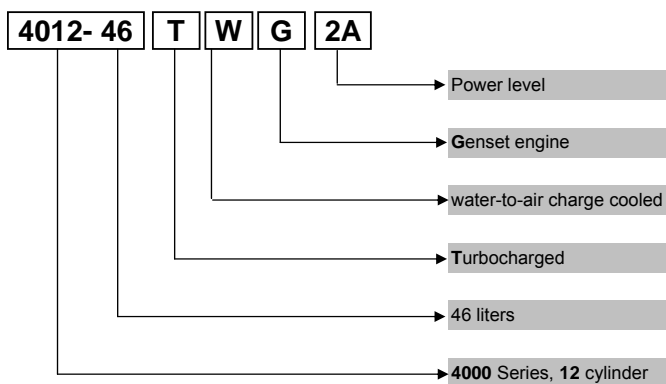 4012- 46 T W G 2A
Power level
Genset engine
water-to-air charge cooled
Turbocharged
46 liters
4000 Series, 12 cylinder